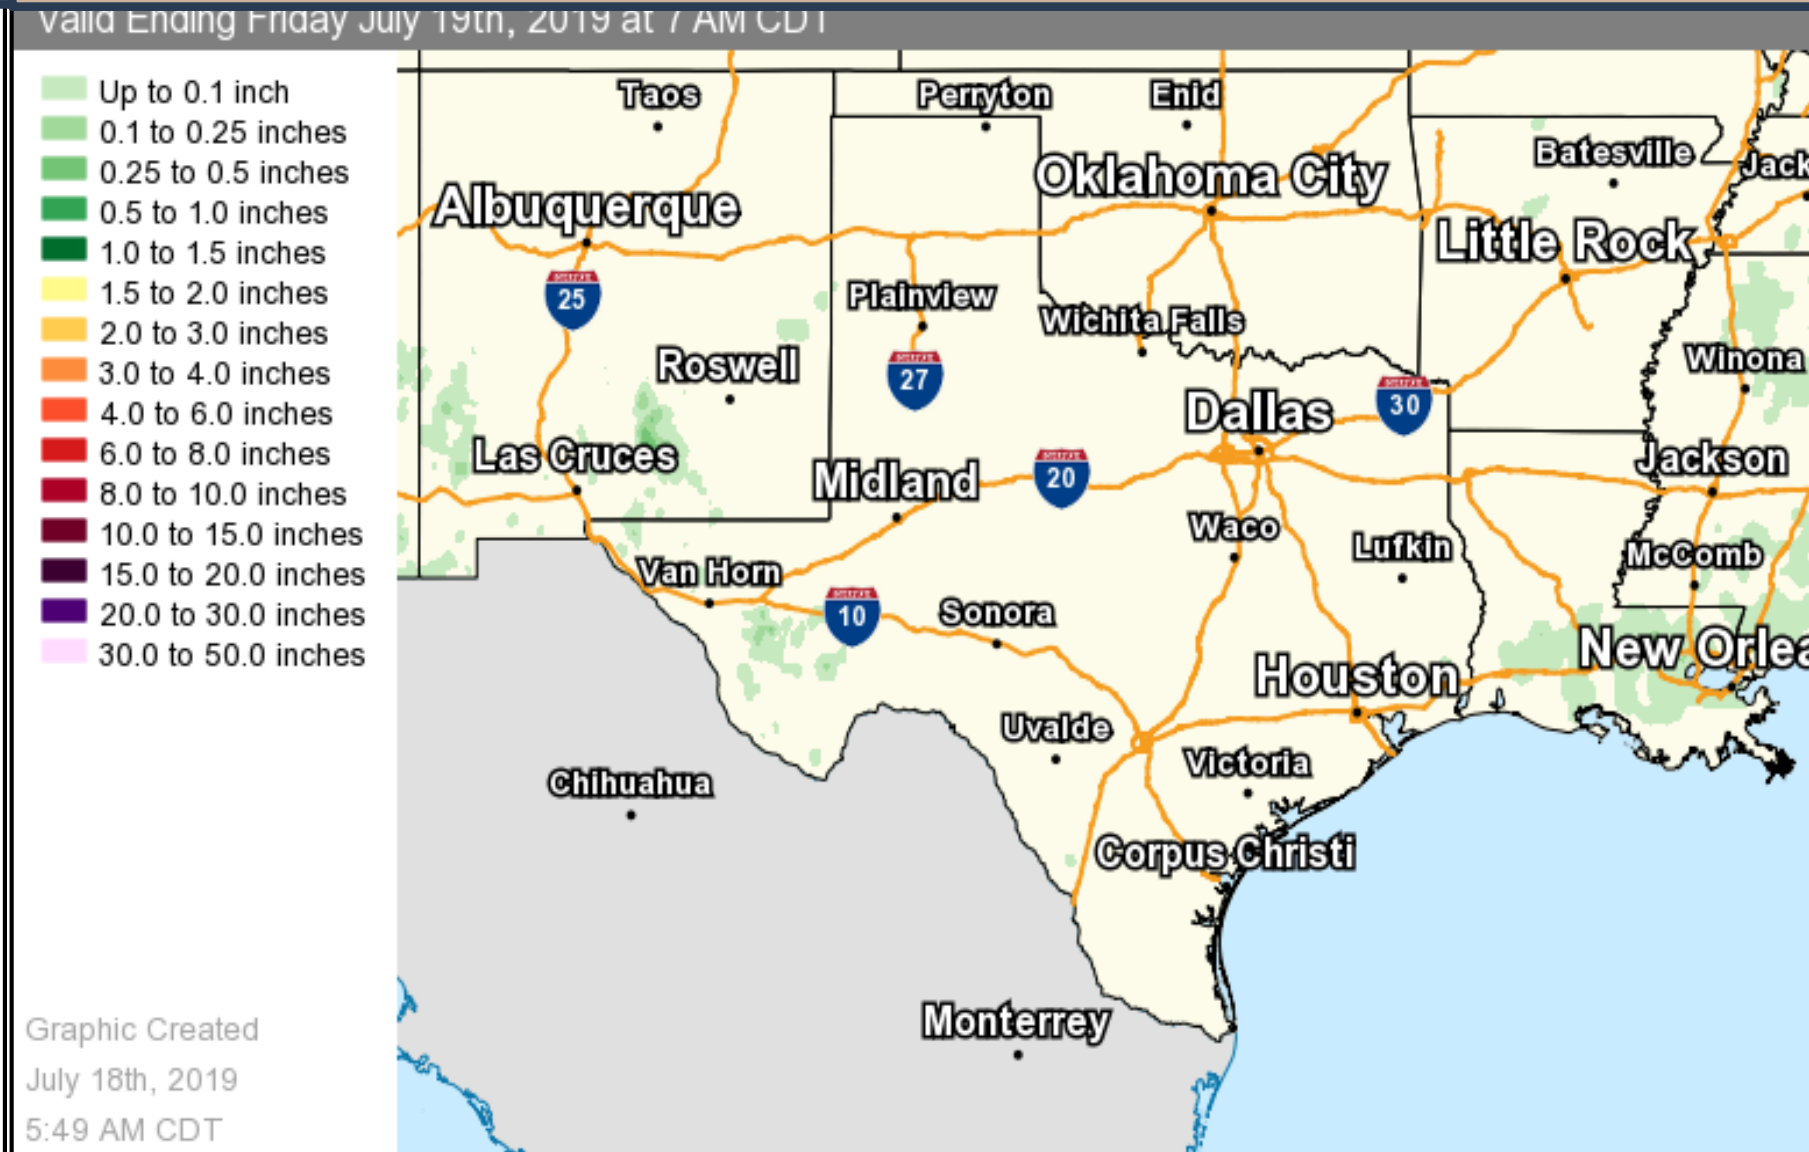 Valid Ending Friday July 19th, 2019 at 7 AM CDT
Up to 0.1 inch
0.1 to 0.25 inches
0.25 to 0.5 inches
0.5 to 1.0 inches
1.0 to 1.5 inches
1.5 to 2.0 inches
2.0 to 3.0 inches
3.0 to 4.0 inches
4.0 to 6.0 inches
6.0 to 8.0 inches
8.0 to 10.0 inches
10.0 to 15.0 inches
15.0 to 20.0 inches
20.0 to 30.0 inches
30.0 to 50.0 inches
Graphic Created
July 18th, 2019
5:49 AM CDT
Taos
Perryton
Enid
Batesville
Jack
Oklahoma City
Albuquerque
Little Rock
25
Plainview
Wichita Falls
Roswell
Winona
27
30
Dallas
Las Cruces
Jackson
Midland
20
Waco
Lufkin
McComb
Van Horn
10
Sonora
New Orlea
Houston
Uvalde
Victoria
Chihuahua
Corpus Christi
Monterrey